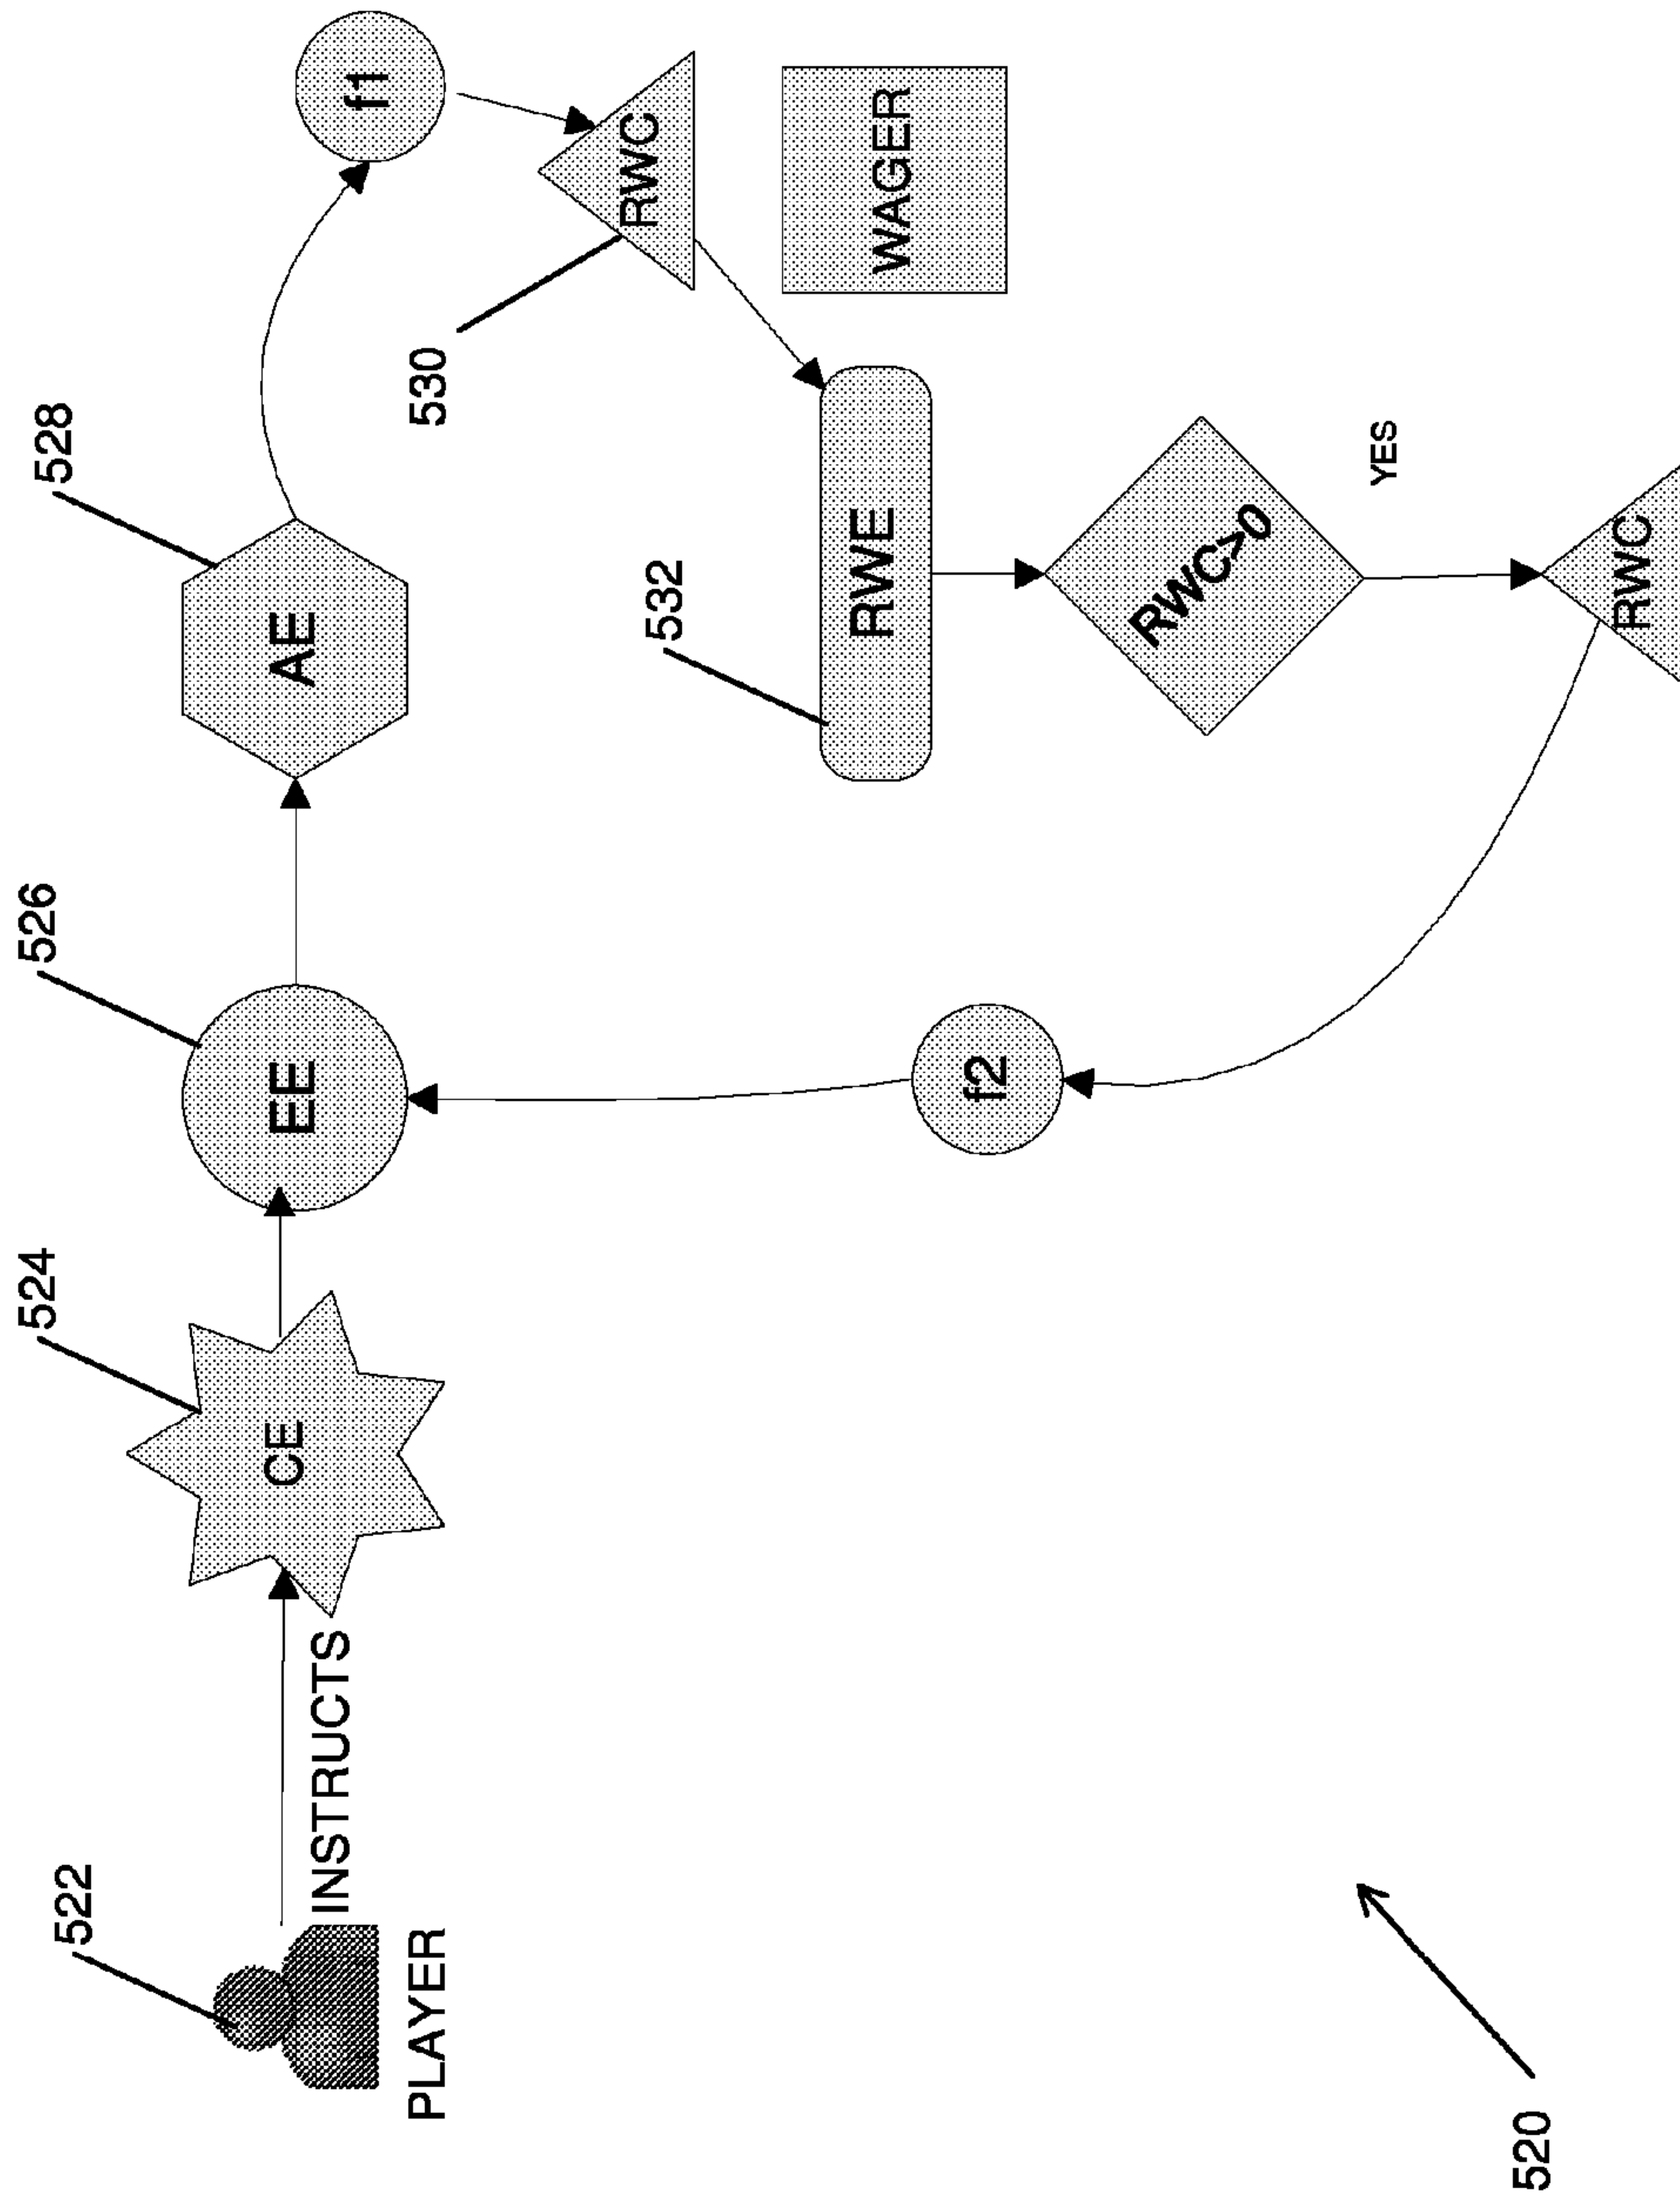 522
524
526
528
PLAYER
INSTRUCTS
CE
EE
AE
f1
530
RWC
532
RWE
WAGER
RWC>0
YES
f2
RWC
520